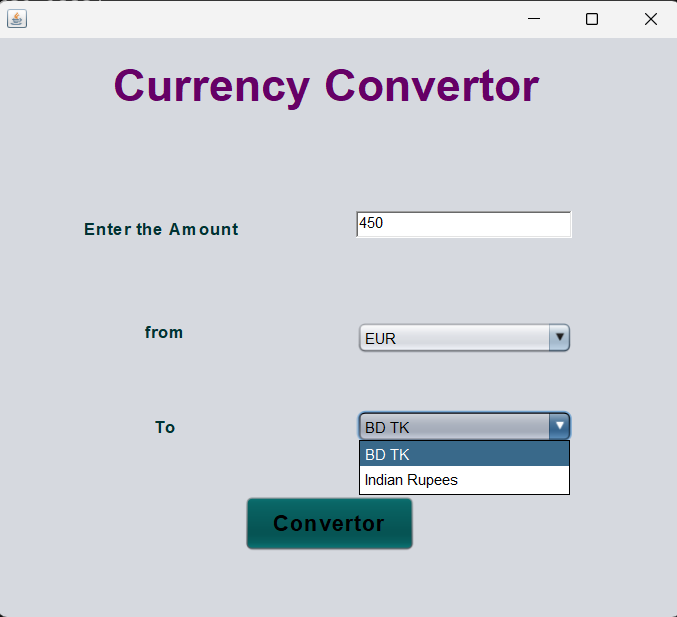 Currency Convertor
Enter the Amount
450
from
EUR
To
BD TK
BD TK
Indian Rupees
Convertor